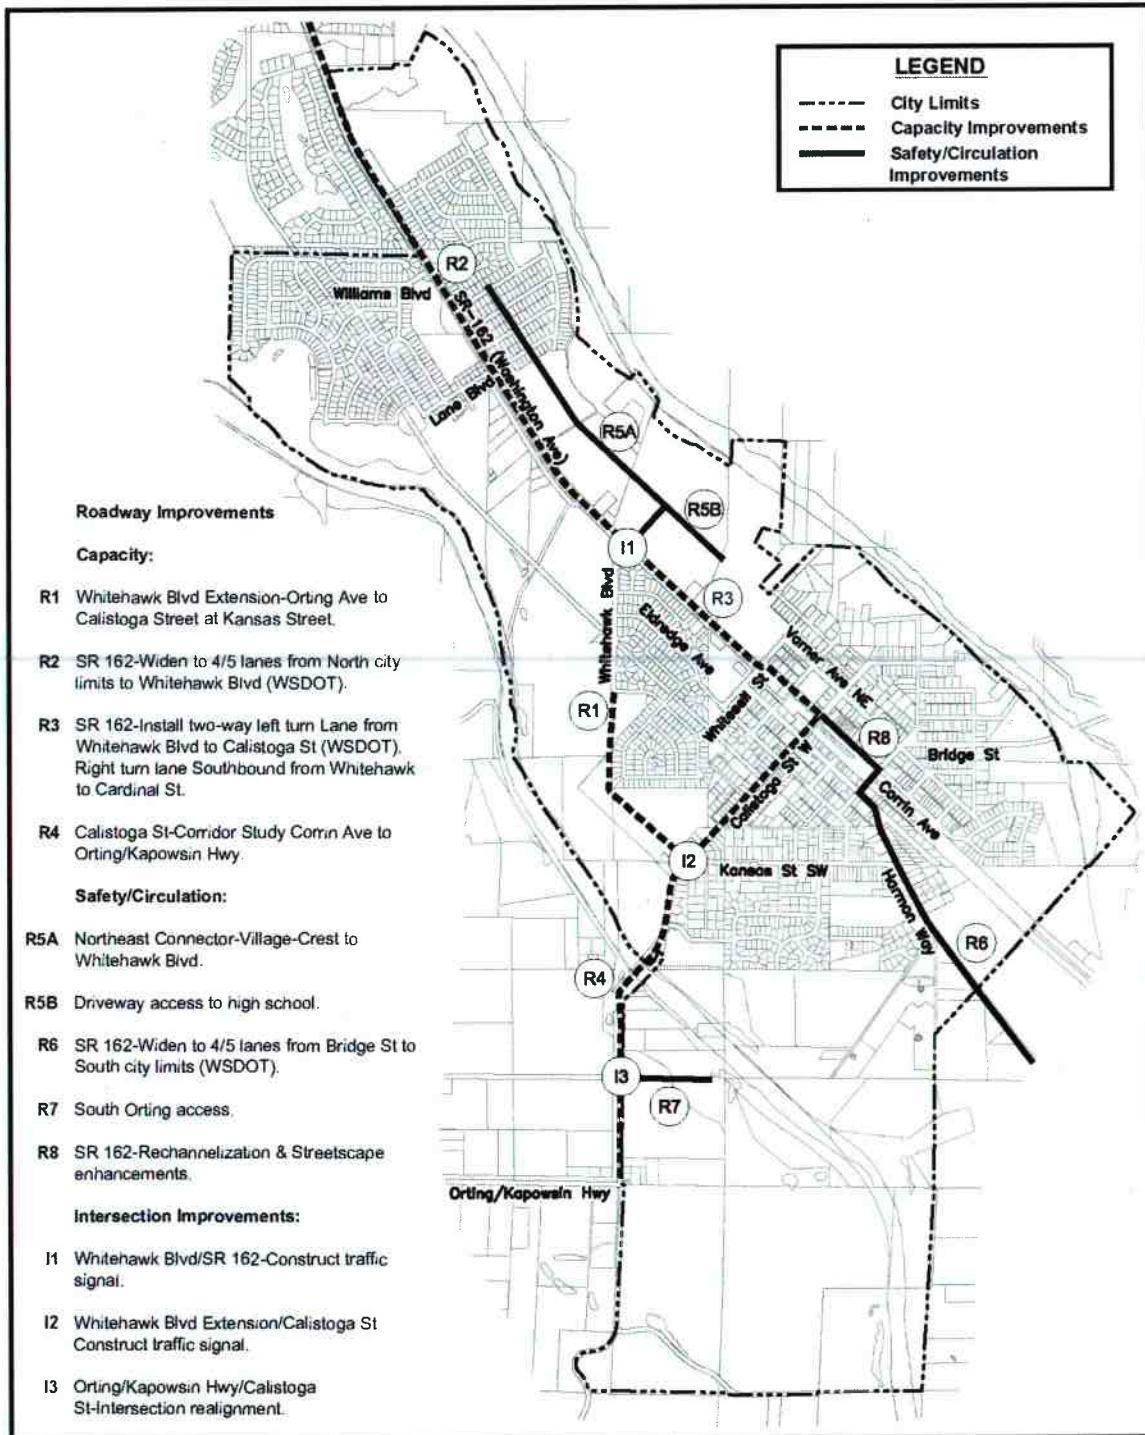 LEGEND
City Limits
Capacity Improvements
Safety/Circulation
Improvements
R2
Williams Blvd
SR-162 (Washington Ave)
Lane Blvd
R5A
R5B
I1
R3
Whitehawk Blvd
Eldredge Ave
Varner Ave NE
Whitesell St
R1
R8
Bridge St
Calistoga St W
Corrin Ave
I2
Kansas St SW
Harmon Way
R6
R4
I3
R7
Orting/Kapowsin Hwy
Roadway Improvements
Capacity:
R1 Whitehawk Blvd Extension-Orting Ave to
Calistoga Street at Kansas Street.
R2 SR 162-Widen to 4/5 lanes from North city
limits to Whitehawk Blvd (WSDOT).
R3 SR 162-Install two-way left turn Lane from
Whitehawk Blvd to Calistoga St (WSDOT).
Right turn lane Southbound from Whitehawk
to Cardinal St.
R4 Calistoga St-Corridor Study Corrin Ave to
Orting/Kapowsin Hwy.
Safety/Circulation:
R5A Northeast Connector-Village-Crest to
Whitehawk Blvd.
R5B Driveway access to high school.
R6 SR 162-Widen to 4/5 lanes from Bridge St to
South city limits (WSDOT).
R7 South Orting access.
R8 SR 162-Rechannelization & Streetscape
enhancements.
Intersection Improvements:
I1 Whitehawk Blvd/SR 162-Construct traffic
signal.
I2 Whitehawk Blvd Extension/Calistoga St
Construct traffic signal.
I3 Orting/Kapowsin Hwy/Calistoga
St-Intersection realignment.